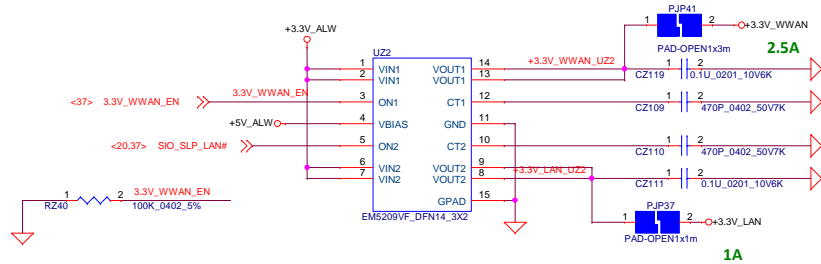 PJP41
1 2 +3.3V_WWAN
+3.3V_ALW
PAD-OPEN1x3m 2.5A
UZ2
1 VIN1 VOUT1 14 +3.3V_WWAN_UZ2 1 2
2 VIN1 VOUT1 13 CZ119 0.1U_0201_10V6K
<37> 3.3V_WWAN_EN 3.3V_WWAN_EN 3 ON1 CT1 12 1 2
CZ109 470P_0402_50V7K
+5V_ALW 4 VBIAS GND 11
<20,37> SIO_SLP_LAN# 5 ON2 CT2 10 1 2
CZ110 470P_0402_50V7K
6 VIN2 VOUT2 9
7 VIN2 VOUT2 8 +3.3V_LAN_UZ2 1 2
CZ111 0.1U_0201_10V6K
1 2 3.3V_WWAN_EN GPAD 15
RZ40 100K_0402_5%
EM5209VF_DFN14_3X2
PJP37
1 2 +3.3V_LAN
PAD-OPEN1x1m
1A